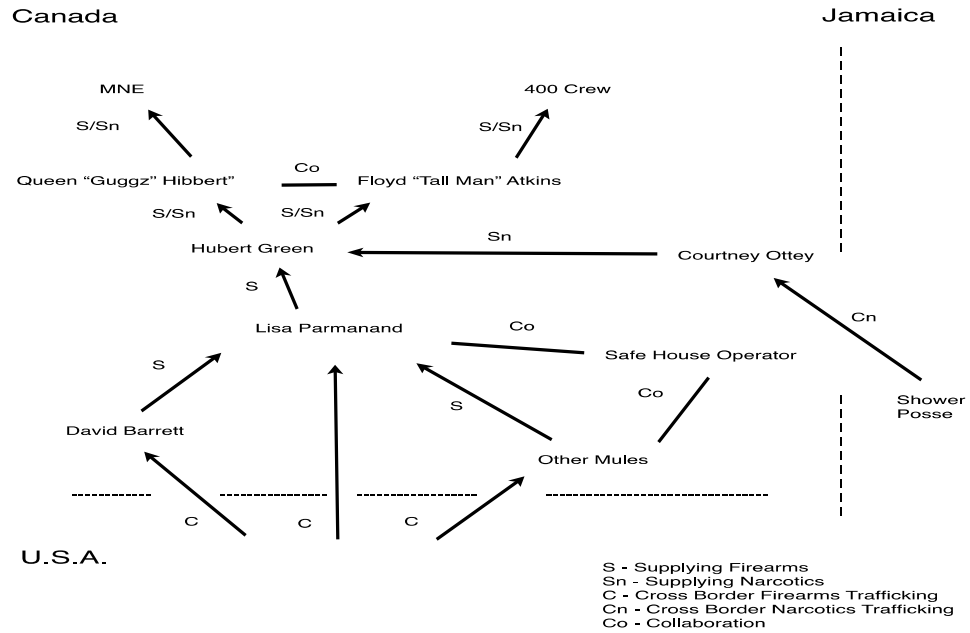 Canada
Jamaica
MNE
400 Crew
S/Sn
S/Sn
Co
Queen “Guggz” Hibbert”
Floyd “Tall Man” Atkins
S/Sn
S/Sn
Hubert Green
Sn
Courtney Ottey
S
Cn
Lisa Parmanand
Co
Safe House Operator
S
Co
Shower
Posse
S
David Barrett
Other Mules
C
C
C
U.S.A.
S - Supplying Firearms
Sn - Supplying Narcotics
C - Cross Border Firearms Trafficking
Cn - Cross Border Narcotics Trafficking
Co - Collaboration